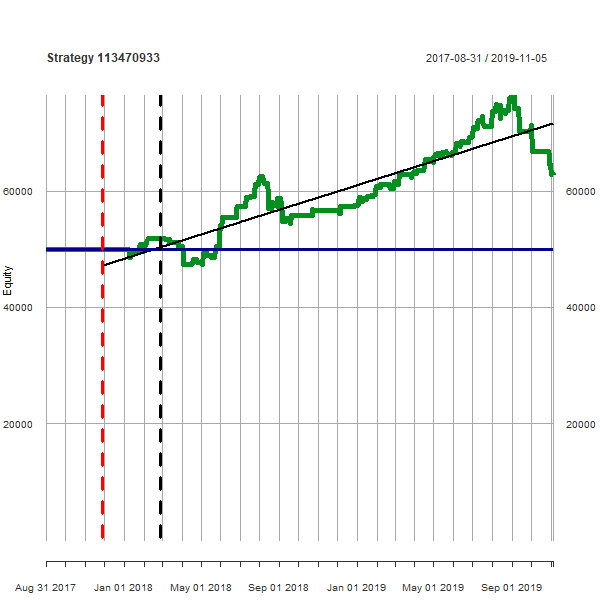 Strategy 113470933
2017-08-31 / 2019-11-05
Equity
60000
60000
40000
40000
20000
20000
Aug 31 2017
Jan 01 2018
May 01 2018
Sep 01 2018
Jan 01 2019
May 01 2019
Sep 01 2019